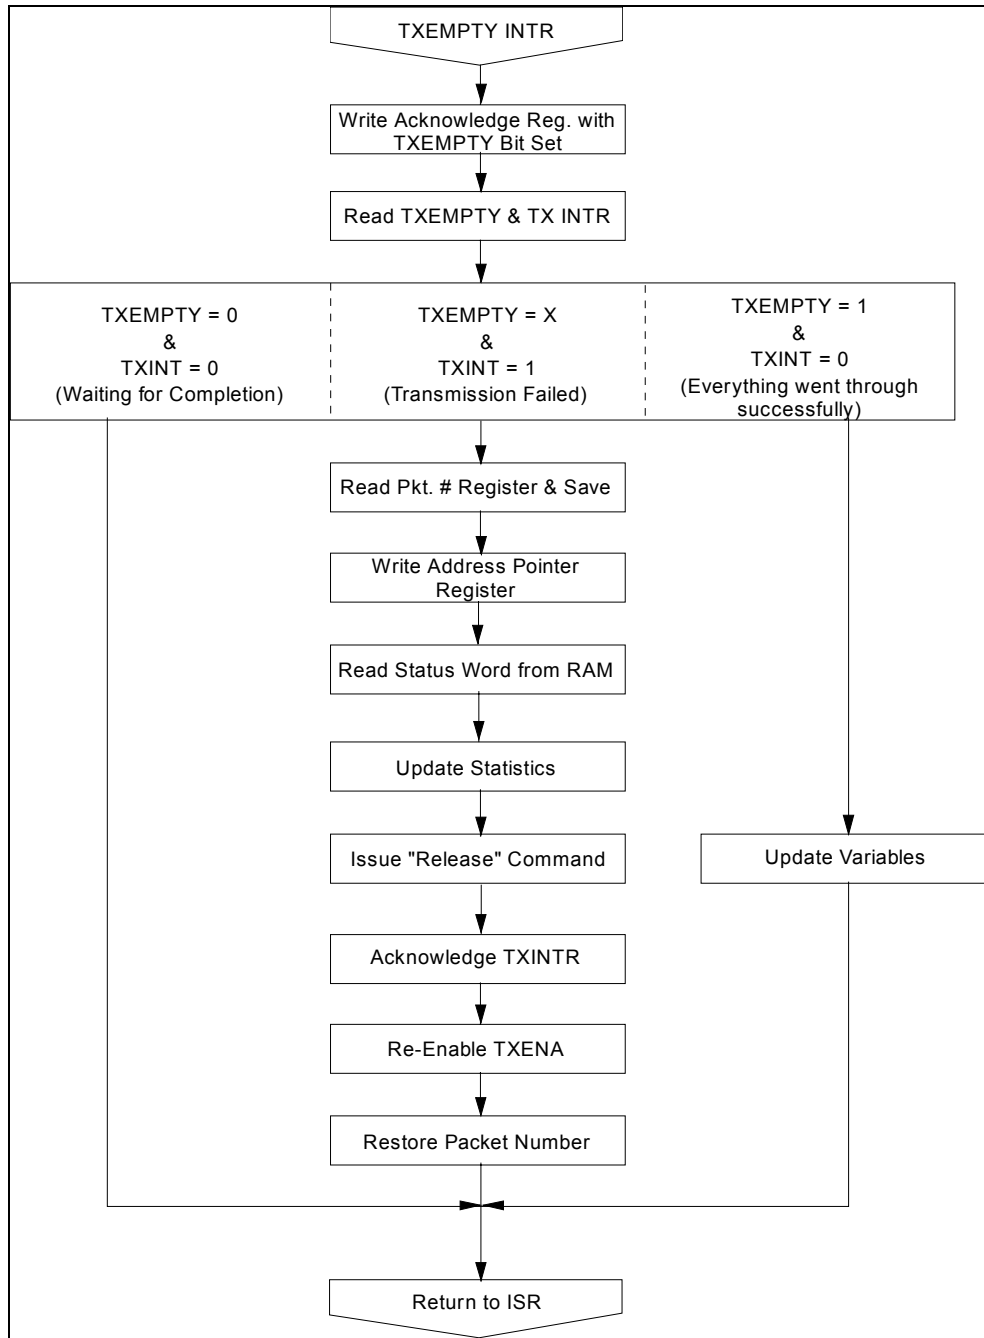 TXEMPTY INTR
Write Acknowledge Reg. with
TXEMPTY Bit Set
Read TXEMPTY & TX INTR
TXEMPTY = 0
&
TXINT = 0
(Waiting for Completion)
TXEMPTY = X
&
TXINT = 1
(Transmission Failed)
TXEMPTY = 1
&
TXINT = 0
(Everything went through
successfully)
Read Pkt. # Register & Save
Write Address Pointer
Register
Read Status Word from RAM
Update Statistics
Issue "Release" Command
Update Variables
Acknowledge TXINTR
Re-Enable TXENA
Restore Packet Number
Return to ISR